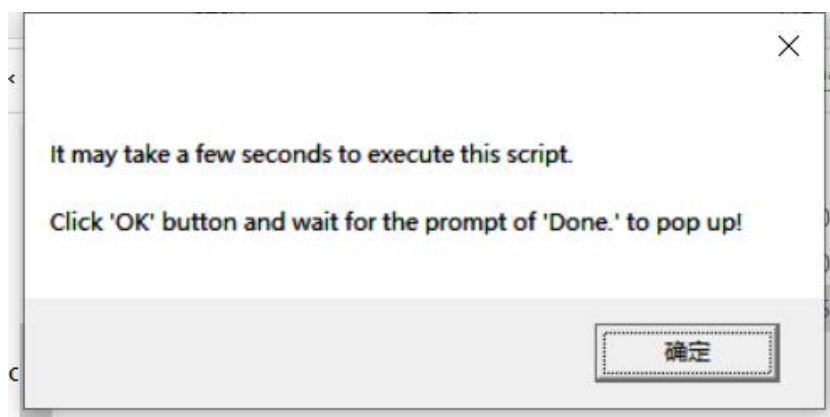 It may take a few seconds to execute this script.
Click 'OK' button and wait for the prompt of 'Done.' to pop up!
确定